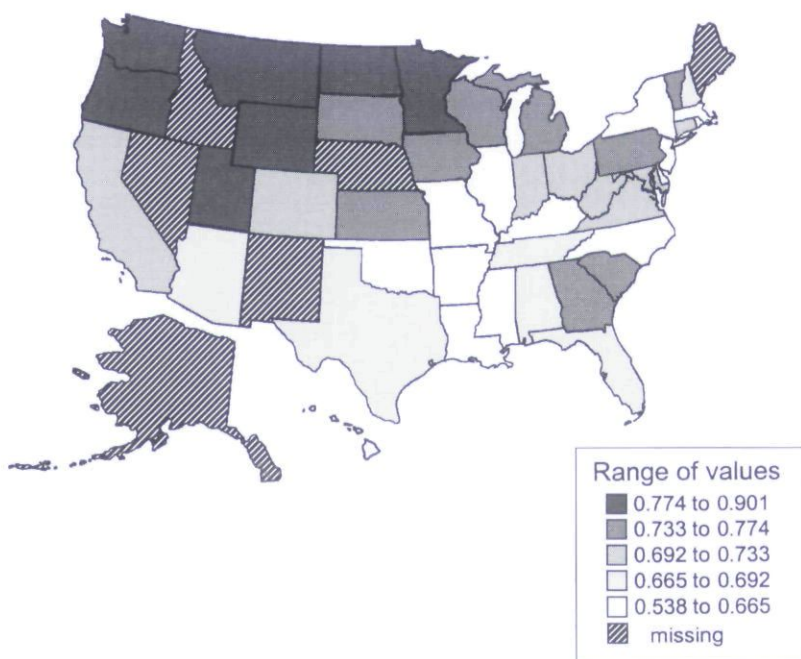 Range of values
0.774 to 0.901
0.733 to 0.774
0.692 to 0.733
0.665 to 0.692
0.538 to 0.665
missing